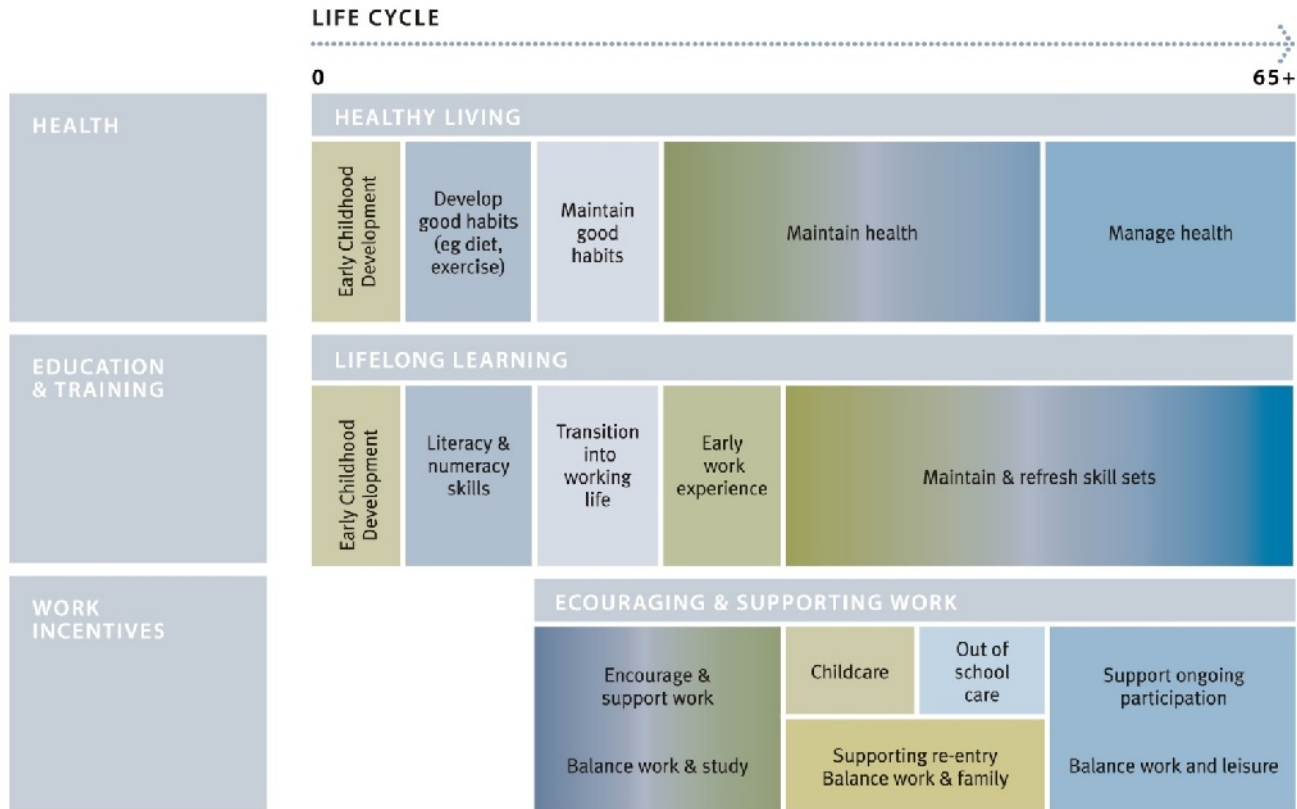 LIFE CYCLE
0
65+
HEALTH
HEALTHY LIVING
Early Childhood
Development
Develop
good habits
(eg diet,
exercise)
Maintain
good
habits
Maintain health
Manage health
EDUCATION
& TRAINING
LIFELONG LEARNING
Early Childhood
Development
Literacy &
numeracy
skills
Transition
into
working
life
Early
work
experience
Maintain & refresh skill sets
WORK
INCENTIVES
ECOURAGING & SUPPORTING WORK
Encourage &
support work
Balance work & study
Childcare
Out of
school
care
Supporting re-entry
Balance work & family
Support ongoing
participation
Balance work and leisure